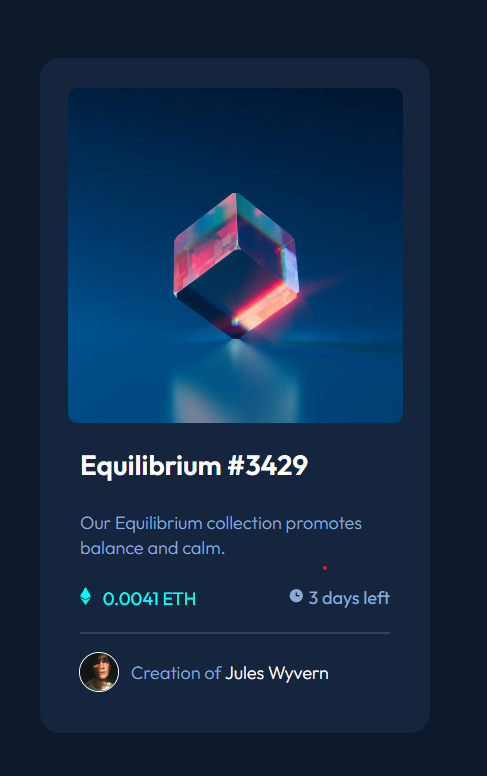 Equilibrium #3429
Our Equilibrium collection promotes
balance and calm.
0.0041 ETH
3 days left
Creation of Jules Wyvern